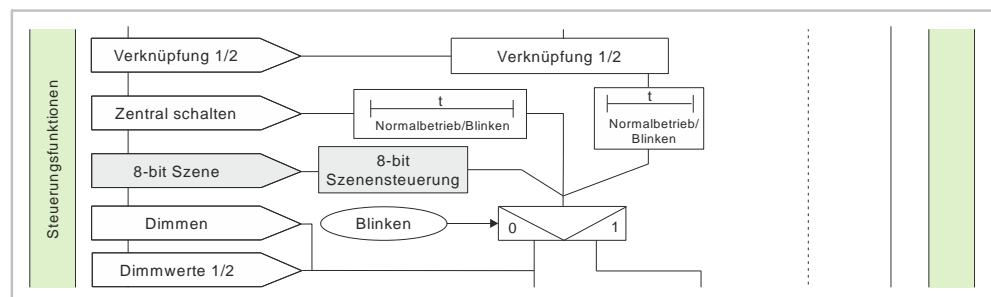 Steuerungsfunktionen
Verknüpfung 1/2
Verknüpfung 1/2
Zentral schalten
t
Normalbetrieb/Blinken
t
Normalbetrieb/
Blinken
8-bit Szene
8-bit
Szenensteuerung
Dimmen
Blinken
0
1
Dimmwerte 1/2